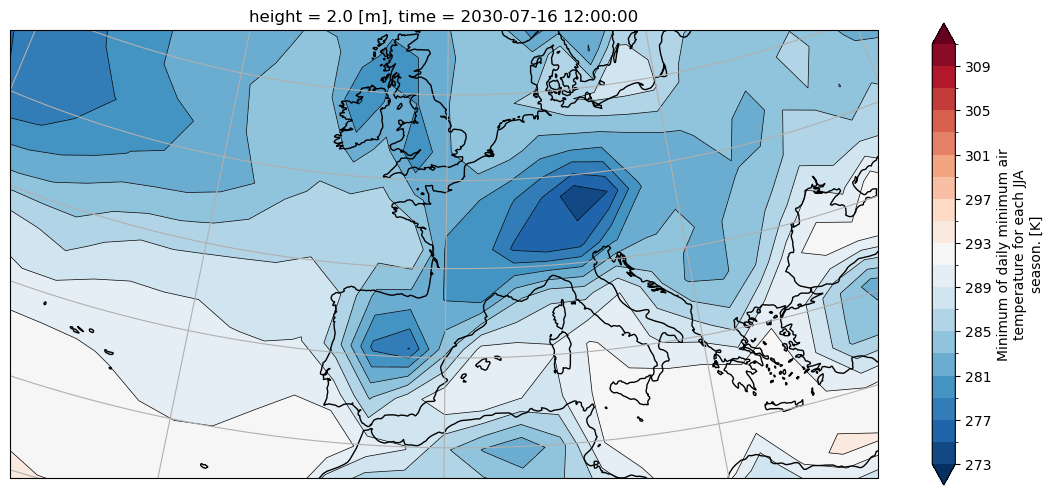 height = 2.0 [m], time = 2030-07-16 12:00:00
309
305
301
297
293
289
285
281
277
273
Minimum of daily minimum air
temperature for each JJA
season. [K]